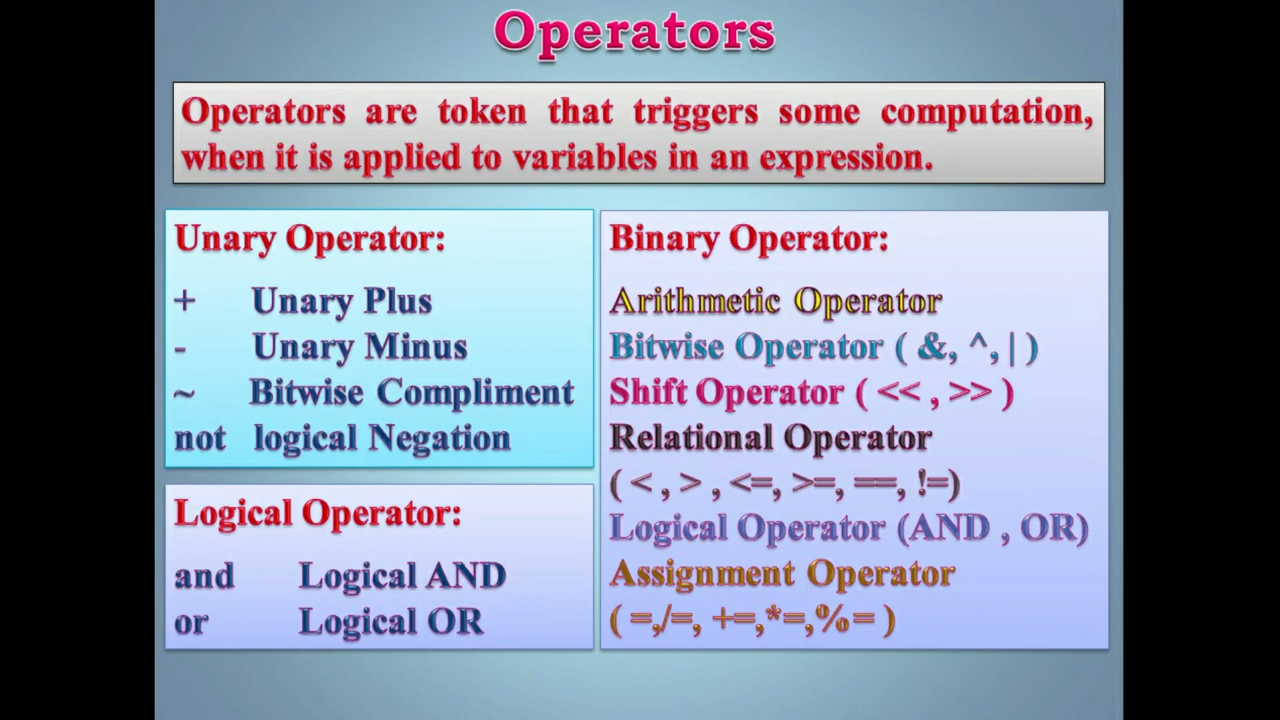 Operators
Operators are token that triggers some computation,
when it is applied to variables in an expression.
Unary Operator:
+ Unary Plus
- Unary Minus
~ Bitwise Compliment
not logical Negation
Logical Operator:
and Logical AND
or Logical OR
Binary Operator:
Arithmetic Operator
Bitwise Operator ( &, ^, | )
Shift Operator ( << , >> )
Relational Operator
( < , > , <=, >=, ==, !=)
Logical Operator (AND , OR)
Assignment Operator
( =,/=, +=,*=,%= )